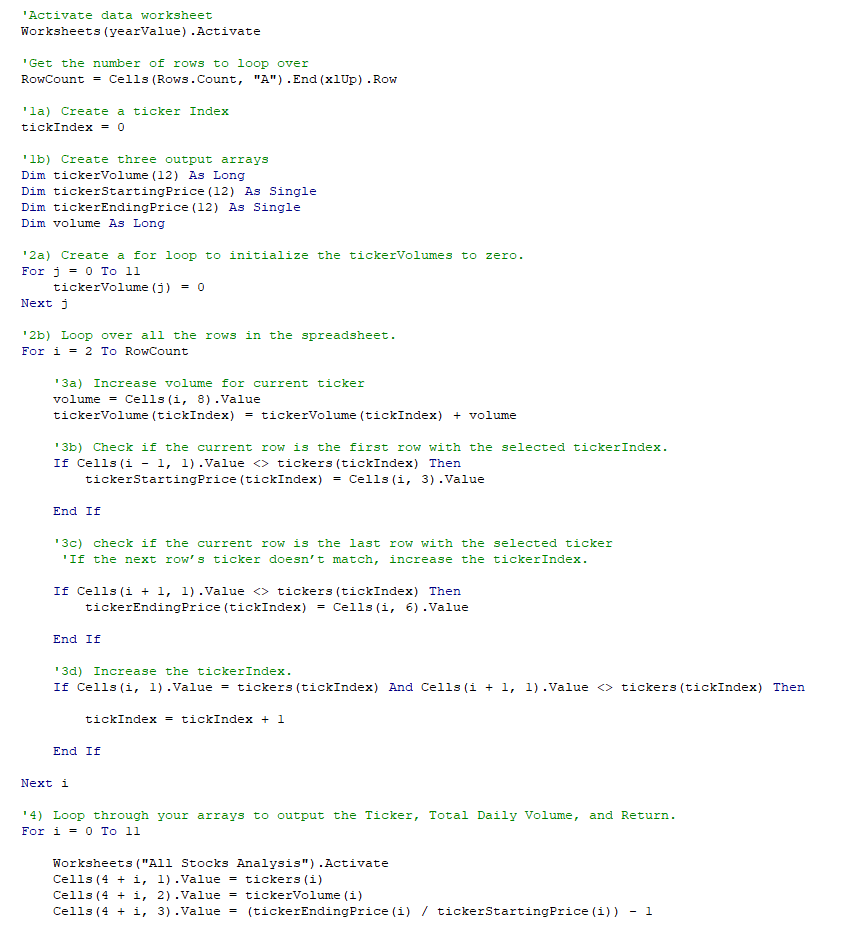 'Activate data worksheet
Worksheets(yearValue).Activate
'Get the number of rows to loop over
RowCount = Cells(Rows.Count, "A").End(xlUp).Row
'1a) Create a ticker Index
tickIndex = 0
'1b) Create three output arrays
Dim tickerVolume(12) As Long
Dim tickerStartingPrice(12) As Single
Dim tickerEndingPrice(12) As Single
Dim volume As Long
'2a) Create a for loop to initialize the tickerVolumes to zero.
For j = 0 To 11
    tickerVolume(j) = 0
Next j
'2b) Loop over all the rows in the spreadsheet.
For i = 2 To RowCount
    '3a) Increase volume for current ticker
    volume = Cells(i, 8).Value
    tickerVolume(tickIndex) = tickerVolume(tickIndex) + volume
    '3b) Check if the current row is the first row with the selected tickerIndex.
    If Cells(i - 1, 1).Value <> tickers(tickIndex) Then
        tickerStartingPrice(tickIndex) = Cells(i, 3).Value
    End If
    '3c) check if the current row is the last row with the selected ticker
     'If the next row’s ticker doesn’t match, increase the tickerIndex.
    If Cells(i + 1, 1).Value <> tickers(tickIndex) Then
        tickerEndingPrice(tickIndex) = Cells(i, 6).Value
    End If
    '3d) Increase the tickerIndex.
    If Cells(i, 1).Value = tickers(tickIndex) And Cells(i + 1, 1).Value <> tickers(tickIndex) Then
        tickIndex = tickIndex + 1
    End If
Next i
'4) Loop through your arrays to output the Ticker, Total Daily Volume, and Return.
For i = 0 To 11
    Worksheets("All Stocks Analysis").Activate
    Cells(4 + i, 1).Value = tickers(i)
    Cells(4 + i, 2).Value = tickerVolume(i)
    Cells(4 + i, 3).Value = (tickerEndingPrice(i) / tickerStartingPrice(i)) - 1